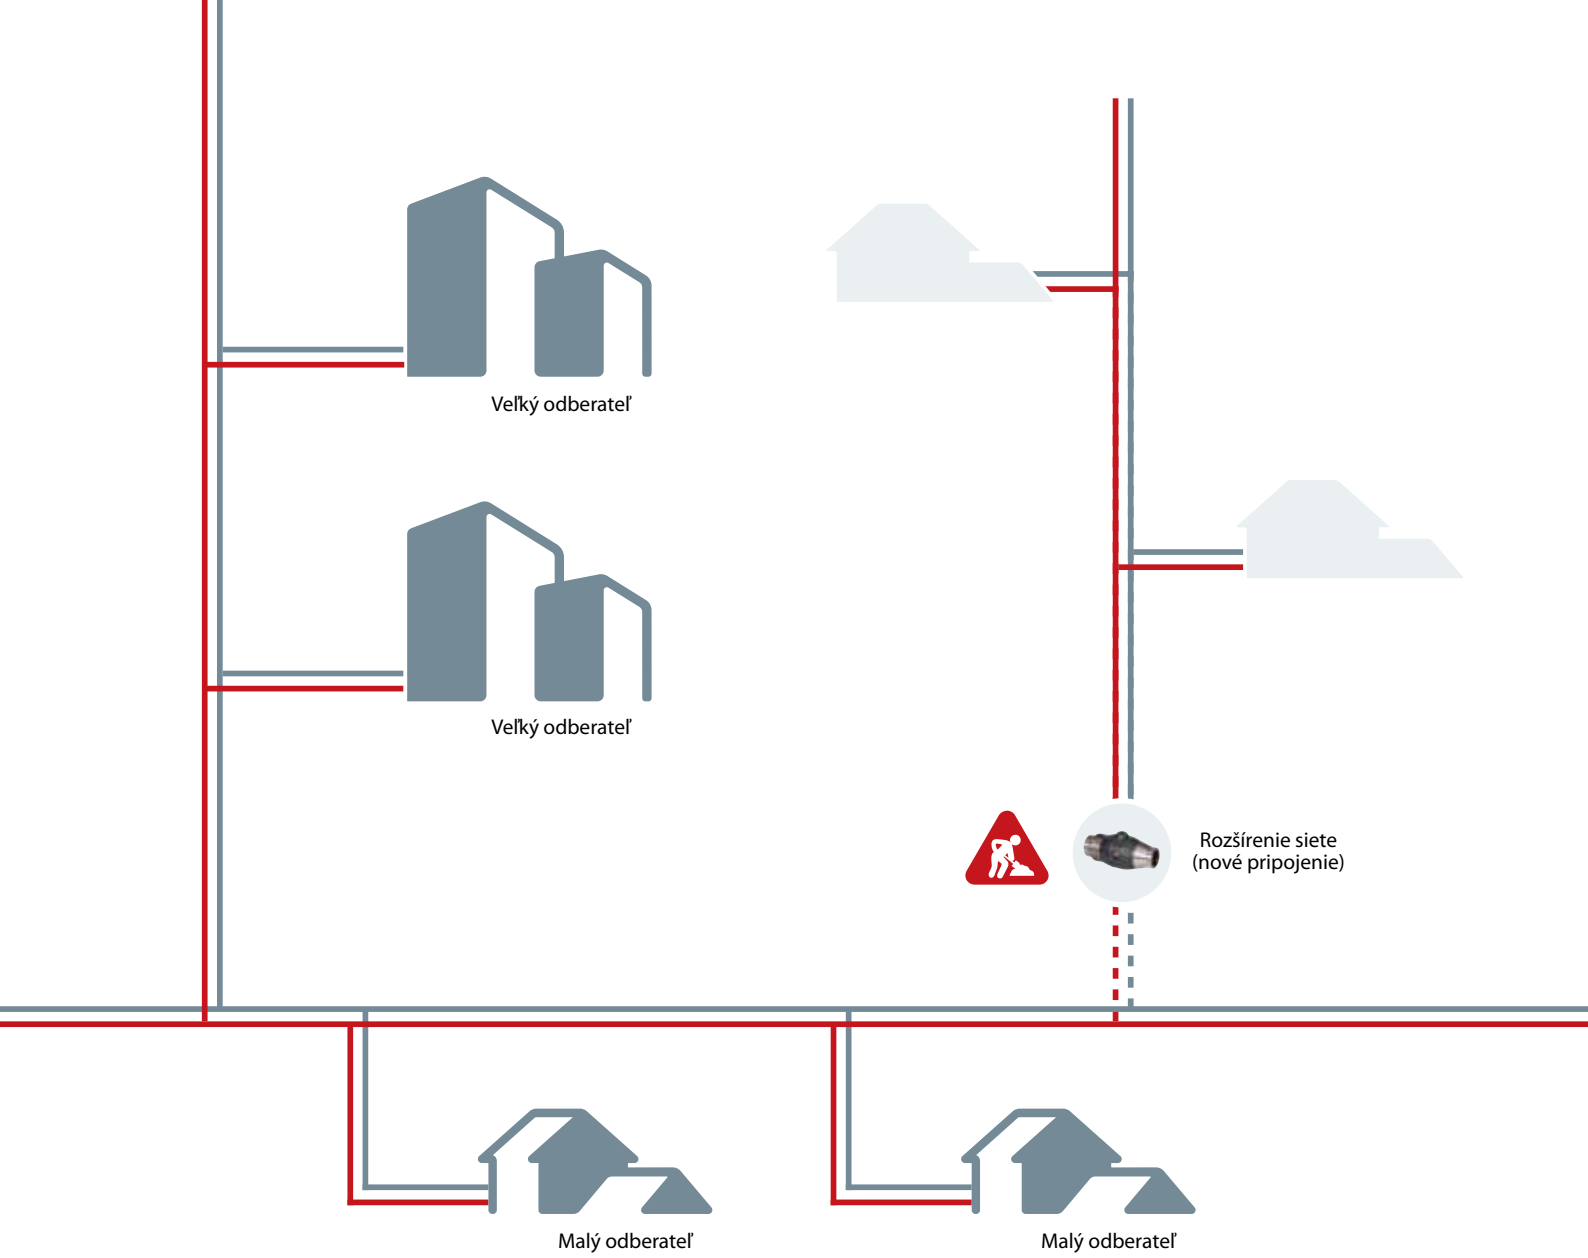 Veľký odberateľ
Veľký odberateľ
Rozšírenie siete
(nové pripojenie)
Malý odberateľ
Malý odberateľ